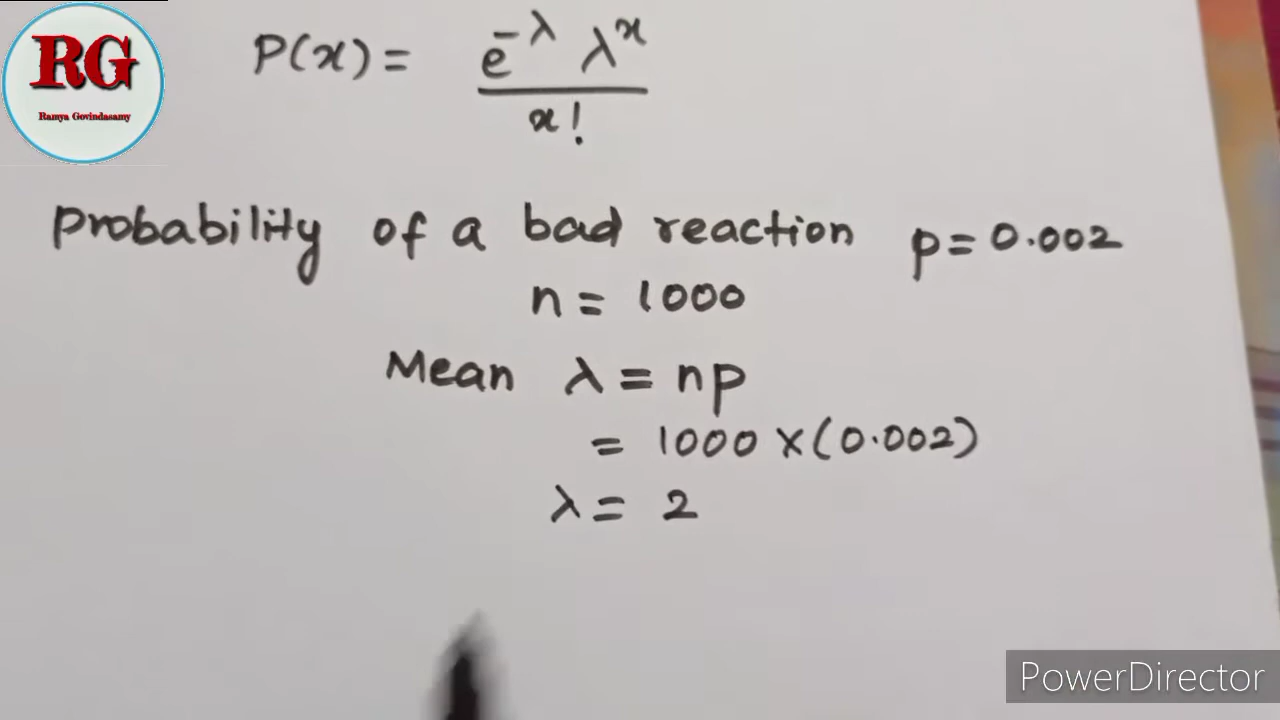 RG
Ramya Govindasamy
P(x) = e^-λ λ^x / x!
Probability of a bad reaction p = 0.002
n = 1000
Mean λ = np
= 1000 × (0.002)
λ = 2
PowerDirector